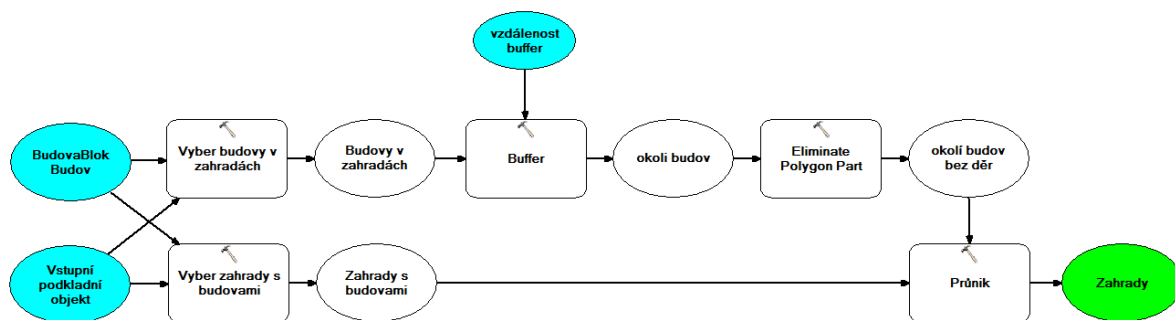 vzdálenost
buffer
BudovaBlok
Budov
Vyber budovy v
zahradách
Budovy v
zahradách
Buffer
okolí budov
Eliminate
Polygon Part
okolí budov
bez děr
Vstupní
podkladní
objekt
Vyber zahrady s
budovami
Zahrady s
budovami
Průnik
Zahrady